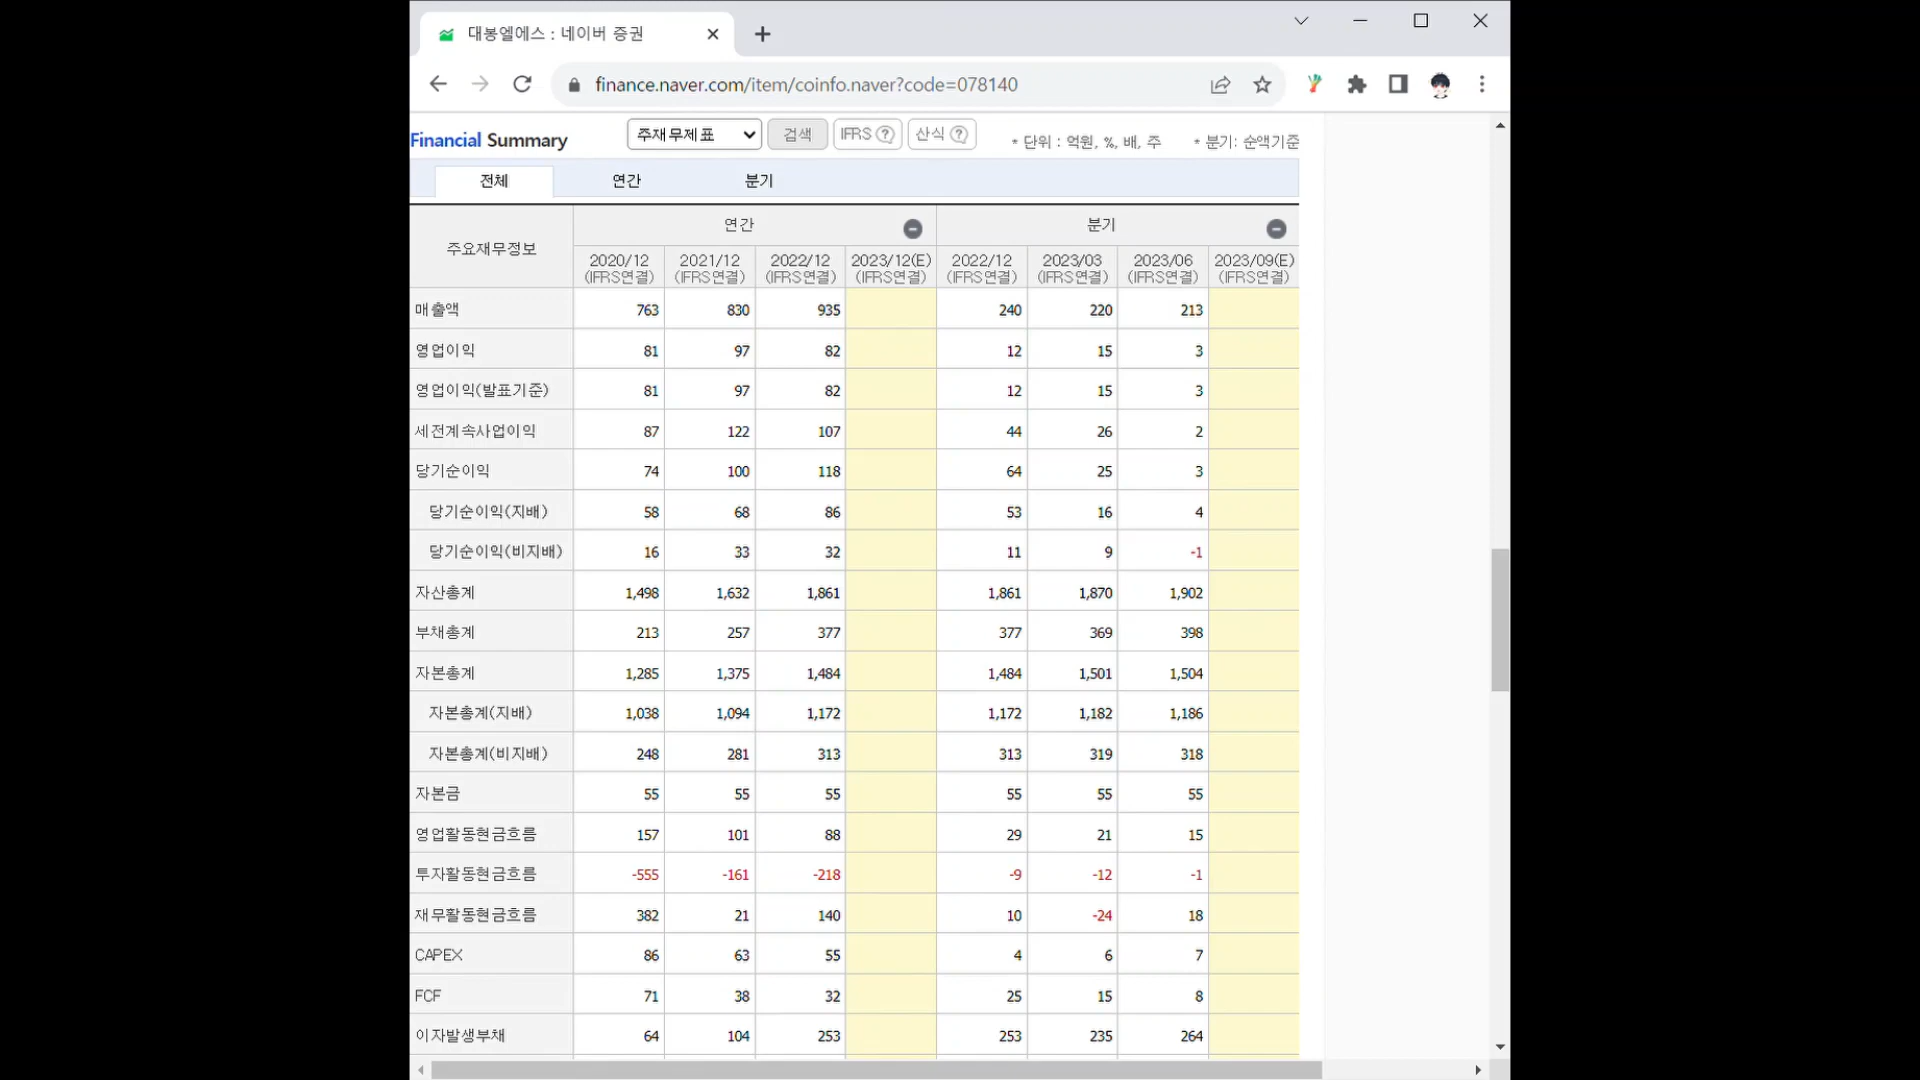 대봉엘에스 : 네이버 증권
finance.naver.com/item/coinfo.naver?code=078140
Financial Summary 주재무제표 검색 IFRS ? 산식 ? * 단위 : 억원, %, 배, 주 * 분기: 순액기준
전체 연간 분기
주요재무정보 연간 분기
2020/12 2021/12 2022/12 2023/12(E) 2022/12 2023/03 2023/06 2023/09(E)
(IFRS연결) (IFRS연결) (IFRS연결) (IFRS연결) (IFRS연결) (IFRS연결) (IFRS연결) (IFRS연결)
매출액 763 830 935 240 220 213
영업이익 81 97 82 12 15 3
영업이익(발표기준) 81 97 82 12 15 3
세전계속사업이익 87 122 107 44 26 2
당기순이익 74 100 118 64 25 3
당기순이익(지배) 58 68 86 53 16 4
당기순이익(비지배) 16 33 32 11 9 -1
자산총계 1,498 1,632 1,861 1,861 1,870 1,902
부채총계 213 257 377 377 369 398
자본총계 1,285 1,375 1,484 1,484 1,501 1,504
자본총계(지배) 1,038 1,094 1,172 1,172 1,182 1,186
자본총계(비지배) 248 281 313 313 319 318
자본금 55 55 55 55 55 55
영업활동현금흐름 157 101 88 29 21 15
투자활동현금흐름 -555 -161 -218 -9 -12 -1
재무활동현금흐름 382 21 140 10 -24 18
CAPEX 86 63 55 4 6 7
FCF 71 38 32 25 15 8
이자발생부채 64 104 253 253 235 264